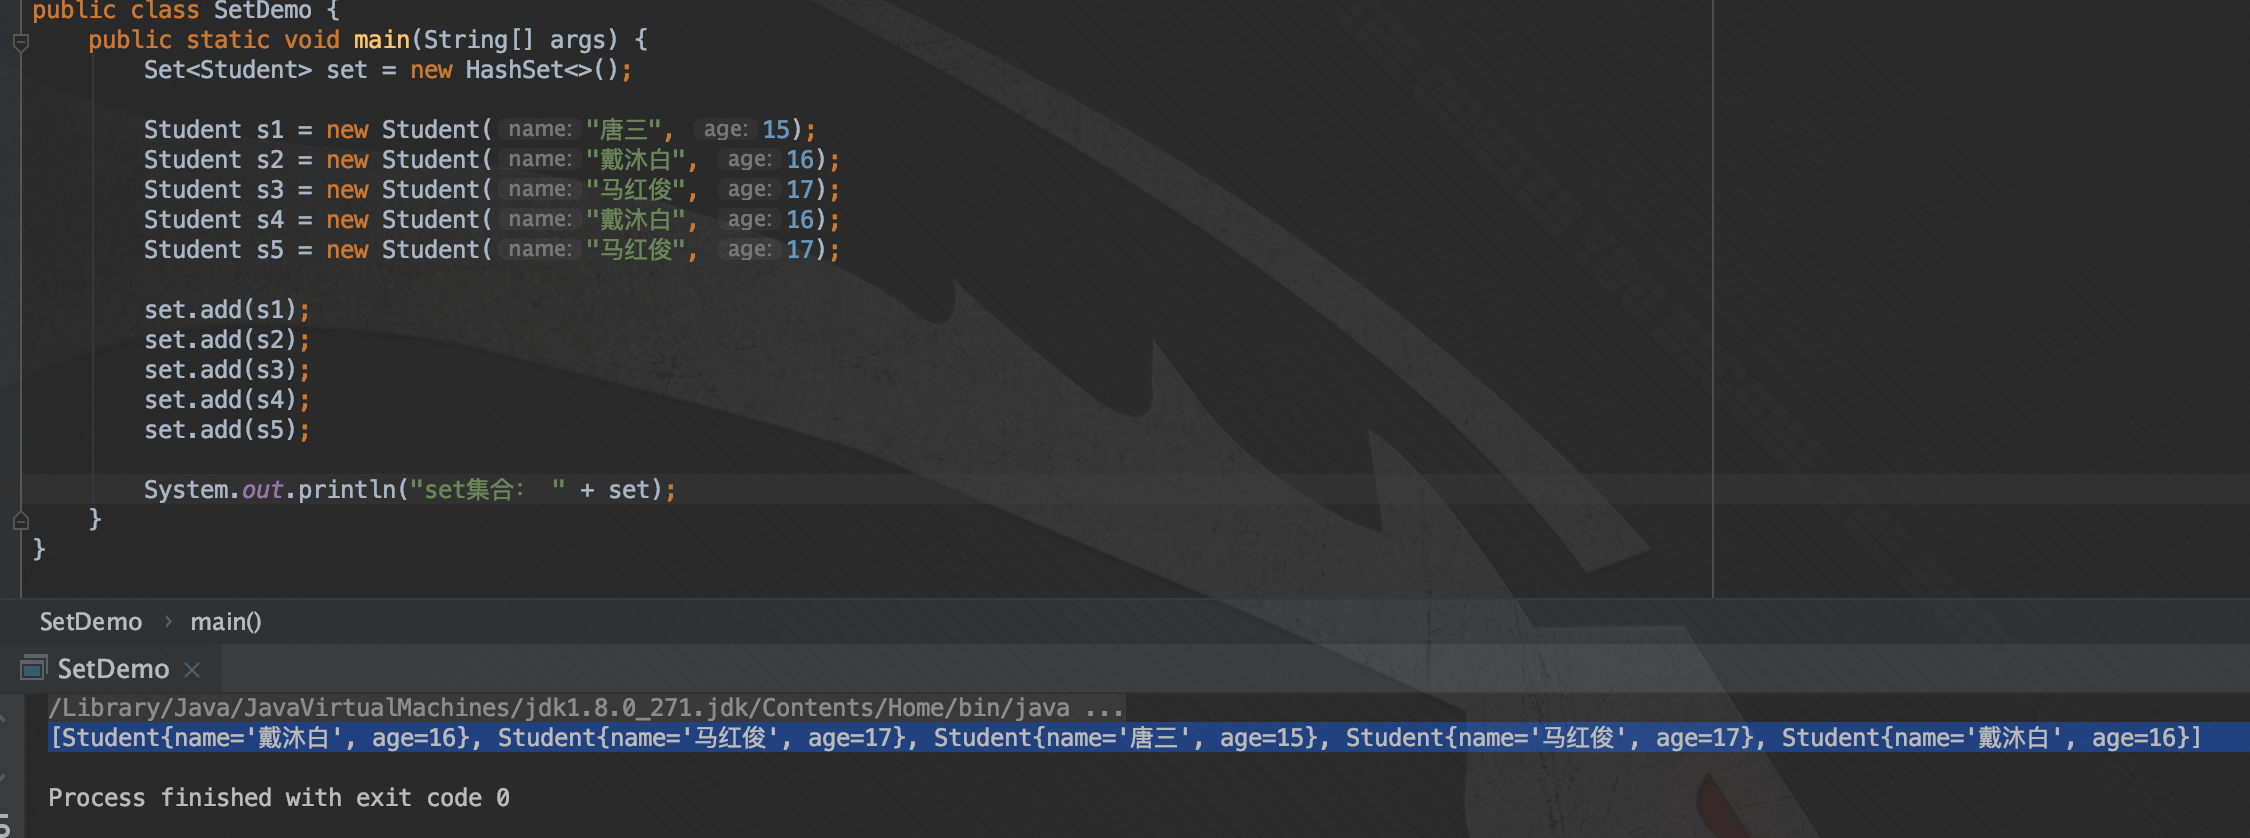 public class SetDemo {
public static void main(String[] args) {
Set<Student> set = new HashSet<>();
Student s1 = new Student( name: "唐三", age: 15);
Student s2 = new Student( name: "戴沐白", age: 16);
Student s3 = new Student( name: "马红俊", age: 17);
Student s4 = new Student( name: "戴沐白", age: 16);
Student s5 = new Student( name: "马红俊", age: 17);
set.add(s1);
set.add(s2);
set.add(s3);
set.add(s4);
set.add(s5);
System.out.println("set集合： " + set);
}
}
SetDemo › main()
SetDemo ×
/Library/Java/JavaVirtualMachines/jdk1.8.0_271.jdk/Contents/Home/bin/java ...
[Student{name='戴沐白', age=16}, Student{name='马红俊', age=17}, Student{name='唐三', age=15}, Student{name='马红俊', age=17}, Student{name='戴沐白', age=16}]
Process finished with exit code 0